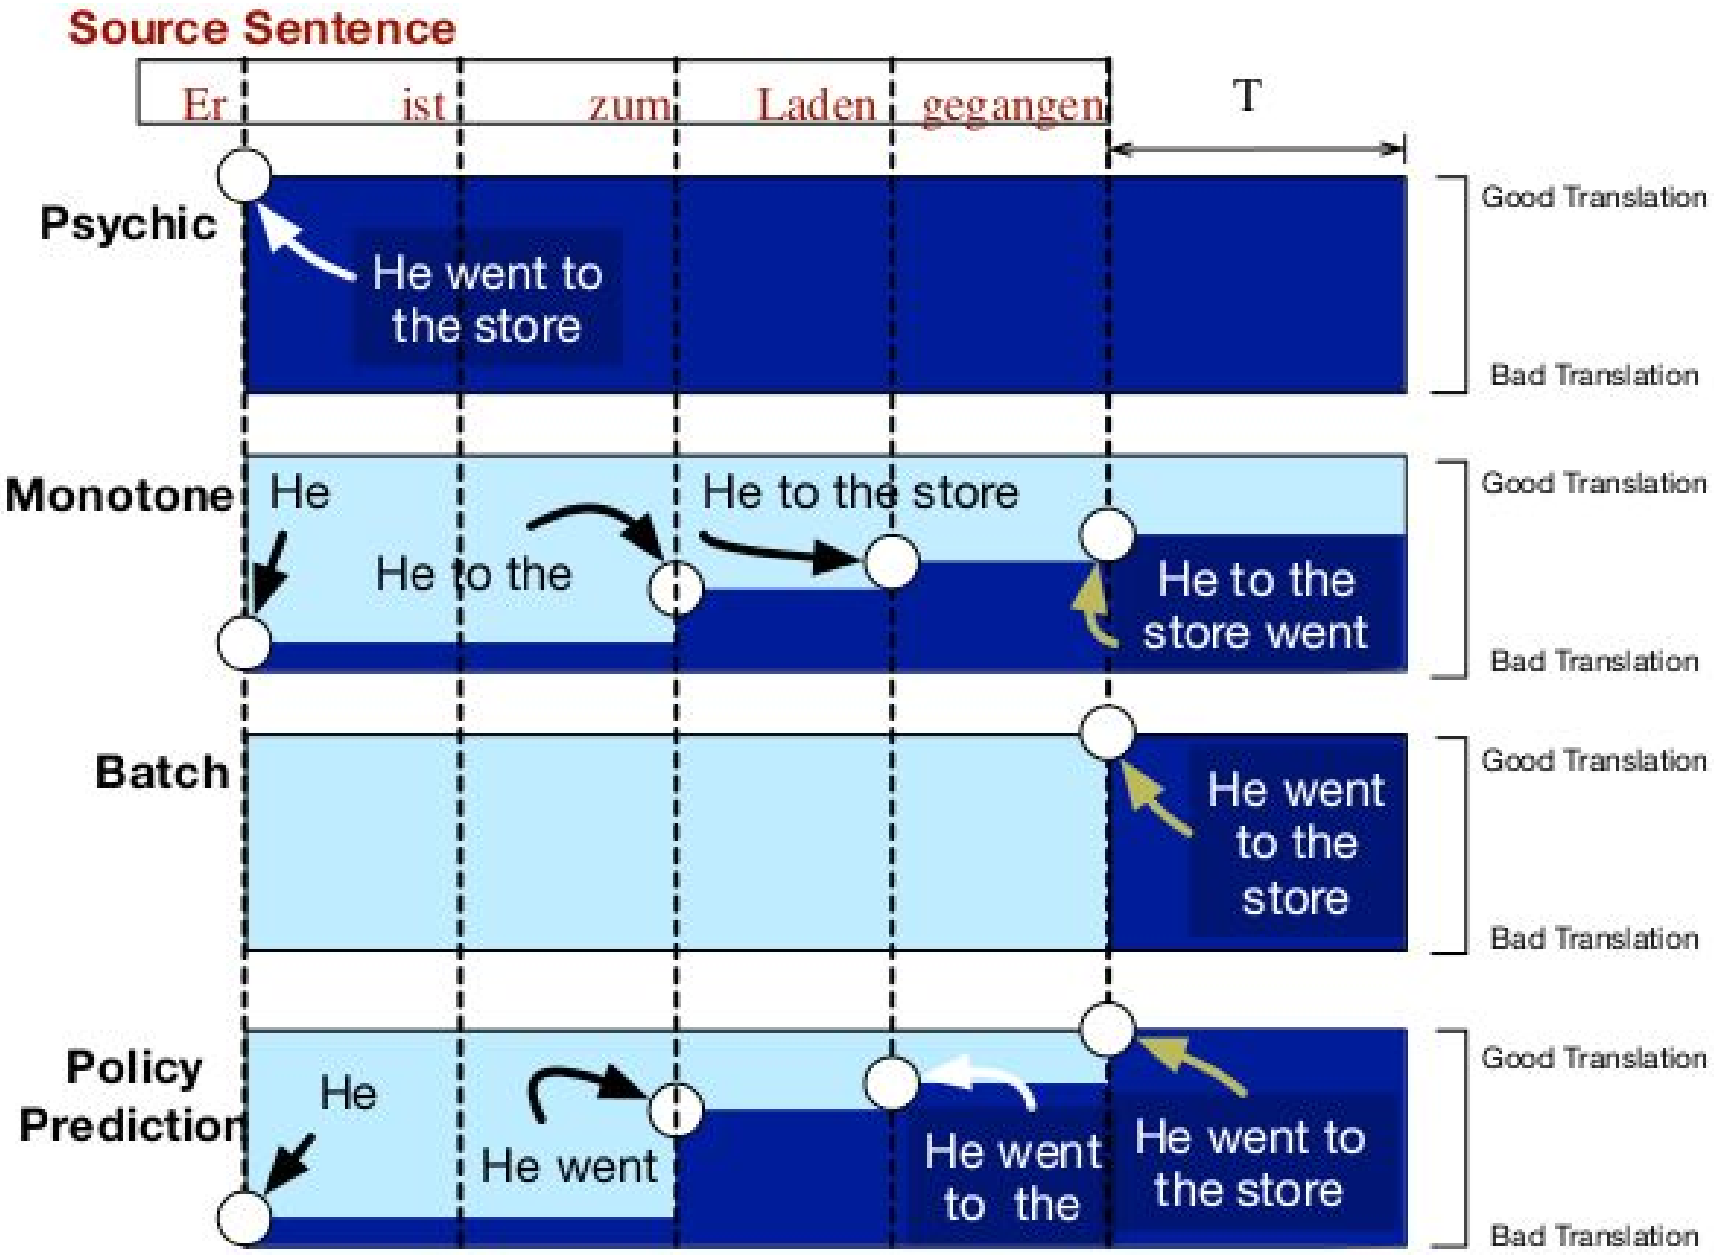 Source Sentence
Er ist zum Laden gegangen
T
Psychic
He went to
the store
Good Translation
Bad Translation
Monotone
He
He to the
He to the store
He to the
store went
Good Translation
Bad Translation
Batch
He went
to the
store
Good Translation
Bad Translation
Policy
Prediction
He
He went
He went
to the
He went to
the store
Good Translation
Bad Translation